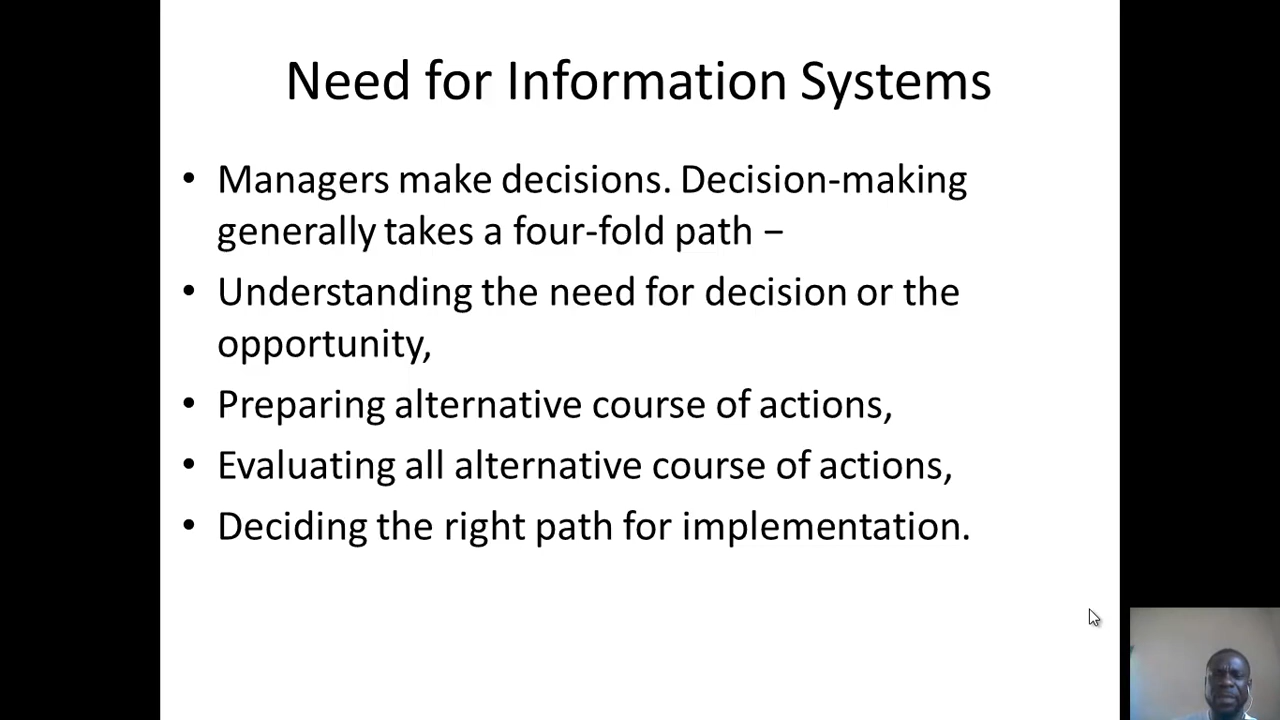 Need for Information Systems
• Managers make decisions. Decision-making
generally takes a four-fold path −
• Understanding the need for decision or the
opportunity,
• Preparing alternative course of actions,
• Evaluating all alternative course of actions,
• Deciding the right path for implementation.